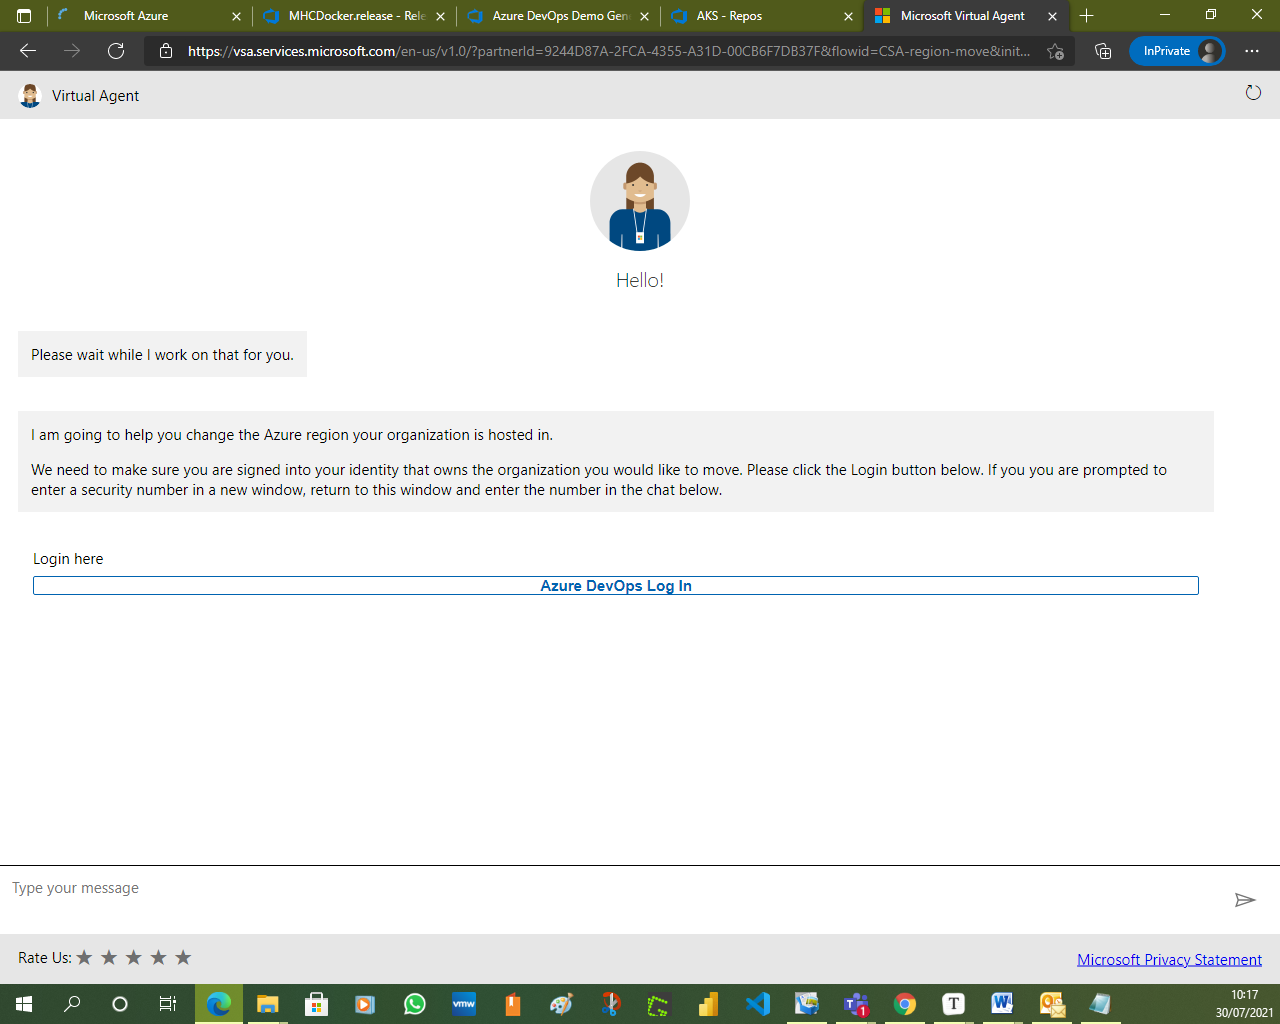 Microsoft Azure
MHCDocker.release - Rele
Azure DevOps Demo Gen
AKS - Repos
Microsoft Virtual Agent
https://vsa.services.microsoft.com/en-us/v1.0/?partnerId=9244D87A-2FCA-4355-A31D-00CB6F7DB37F&flowid=CSA-region-move&init...
InPrivate
Virtual Agent
Hello!
Please wait while I work on that for you.
I am going to help you change the Azure region your organization is hosted in.
We need to make sure you are signed into your identity that owns the organization you would like to move. Please click the Login button below. If you you are prompted to
enter a security number in a new window, return to this window and enter the number in the chat below.
Login here
Azure DevOps Log In
Type your message
Rate Us:
Microsoft Privacy Statement
vmw
1
T
W
10:17
30/07/2021